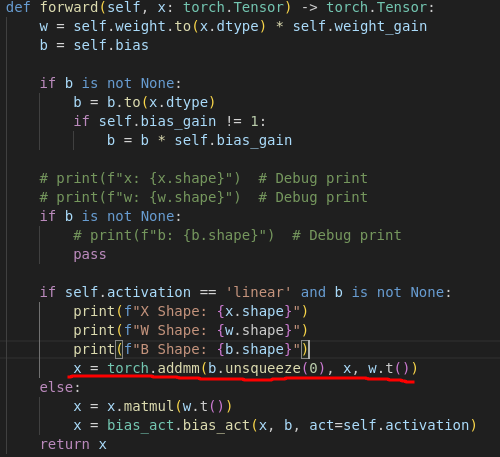 def forward(self, x: torch.Tensor) -> torch.Tensor:
    w = self.weight.to(x.dtype) * self.weight_gain
    b = self.bias

    if b is not None:
        b = b.to(x.dtype)
        if self.bias_gain != 1:
            b = b * self.bias_gain

    # print(f"x: {x.shape}")  # Debug print
    # print(f"w: {w.shape}")  # Debug print
    if b is not None:
        # print(f"b: {b.shape}")  # Debug print
        pass

    if self.activation == 'linear' and b is not None:
        print(f"X Shape: {x.shape}")
        print(f"W Shape: {w.shape}")
        print(f"B Shape: {b.shape}")
        x = torch.addmm(b.unsqueeze(0), x, w.t())
    else:
        x = x.matmul(w.t())
        x = bias_act.bias_act(x, b, act=self.activation)
    return x